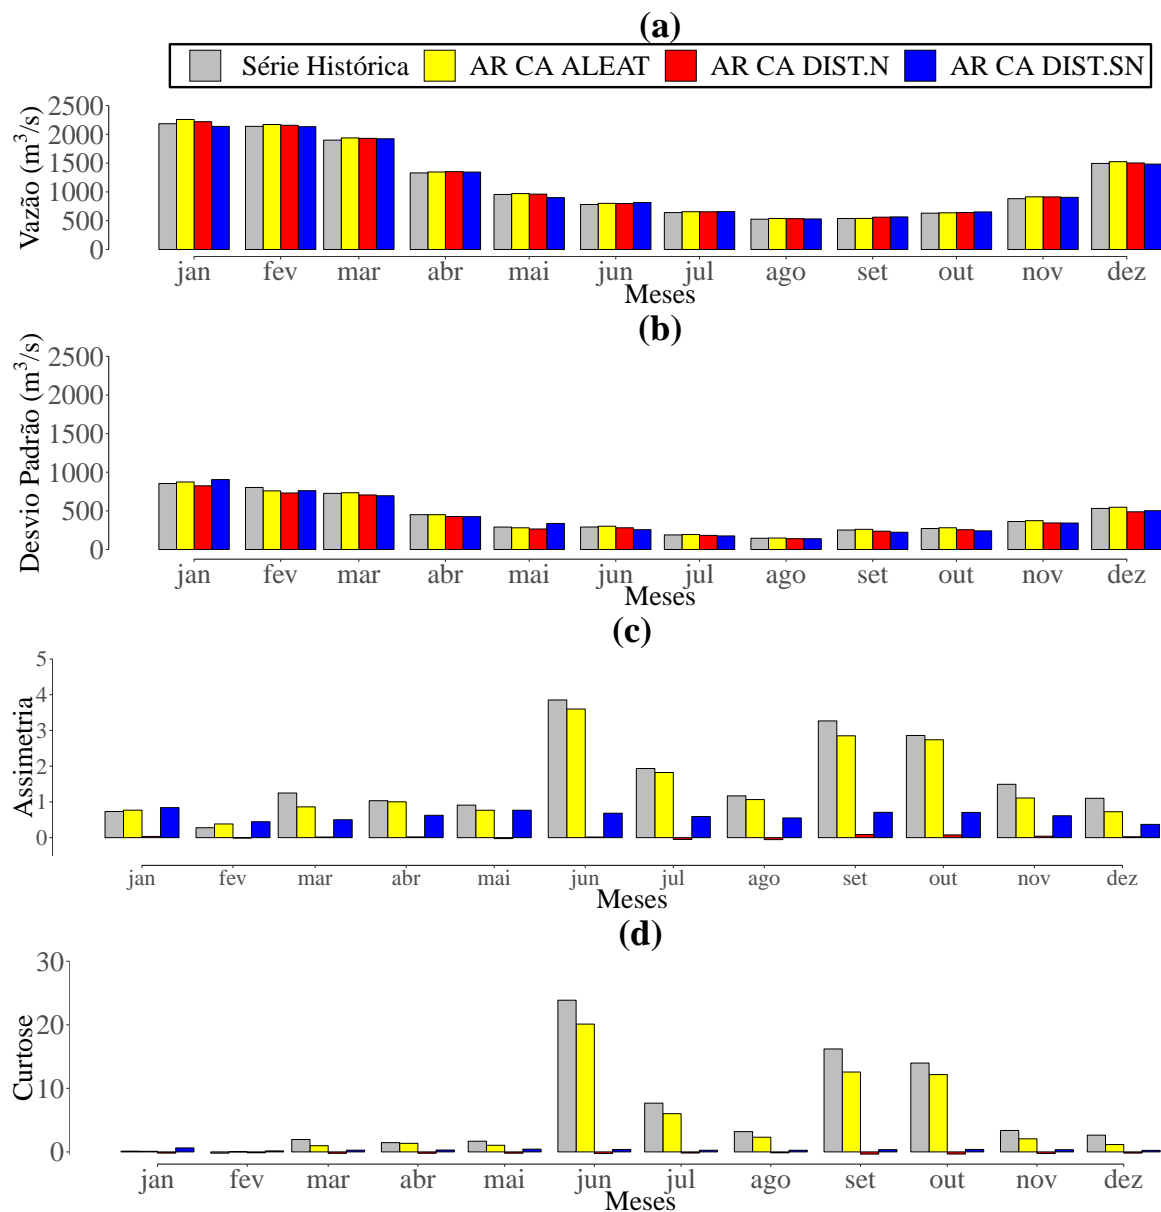 (a)
Série Histórica AR CA ALEAT AR CA DIST.N AR CA DIST.SN
Vazão (m³/s)
2500
2000
1500
1000
500
0
jan fev mar abr mai jun jul ago set out nov dez
Meses
(b)
Desvio Padrão (m³/s)
2500
2000
1500
1000
500
0
jan fev mar abr mai jun jul ago set out nov dez
Meses
(c)
Assimetria
5
4
3
2
1
0
jan fev mar abr mai jun jul ago set out nov dez
Meses
(d)
Curtose
30
20
10
0
jan fev mar abr mai jun jul ago set out nov dez
Meses